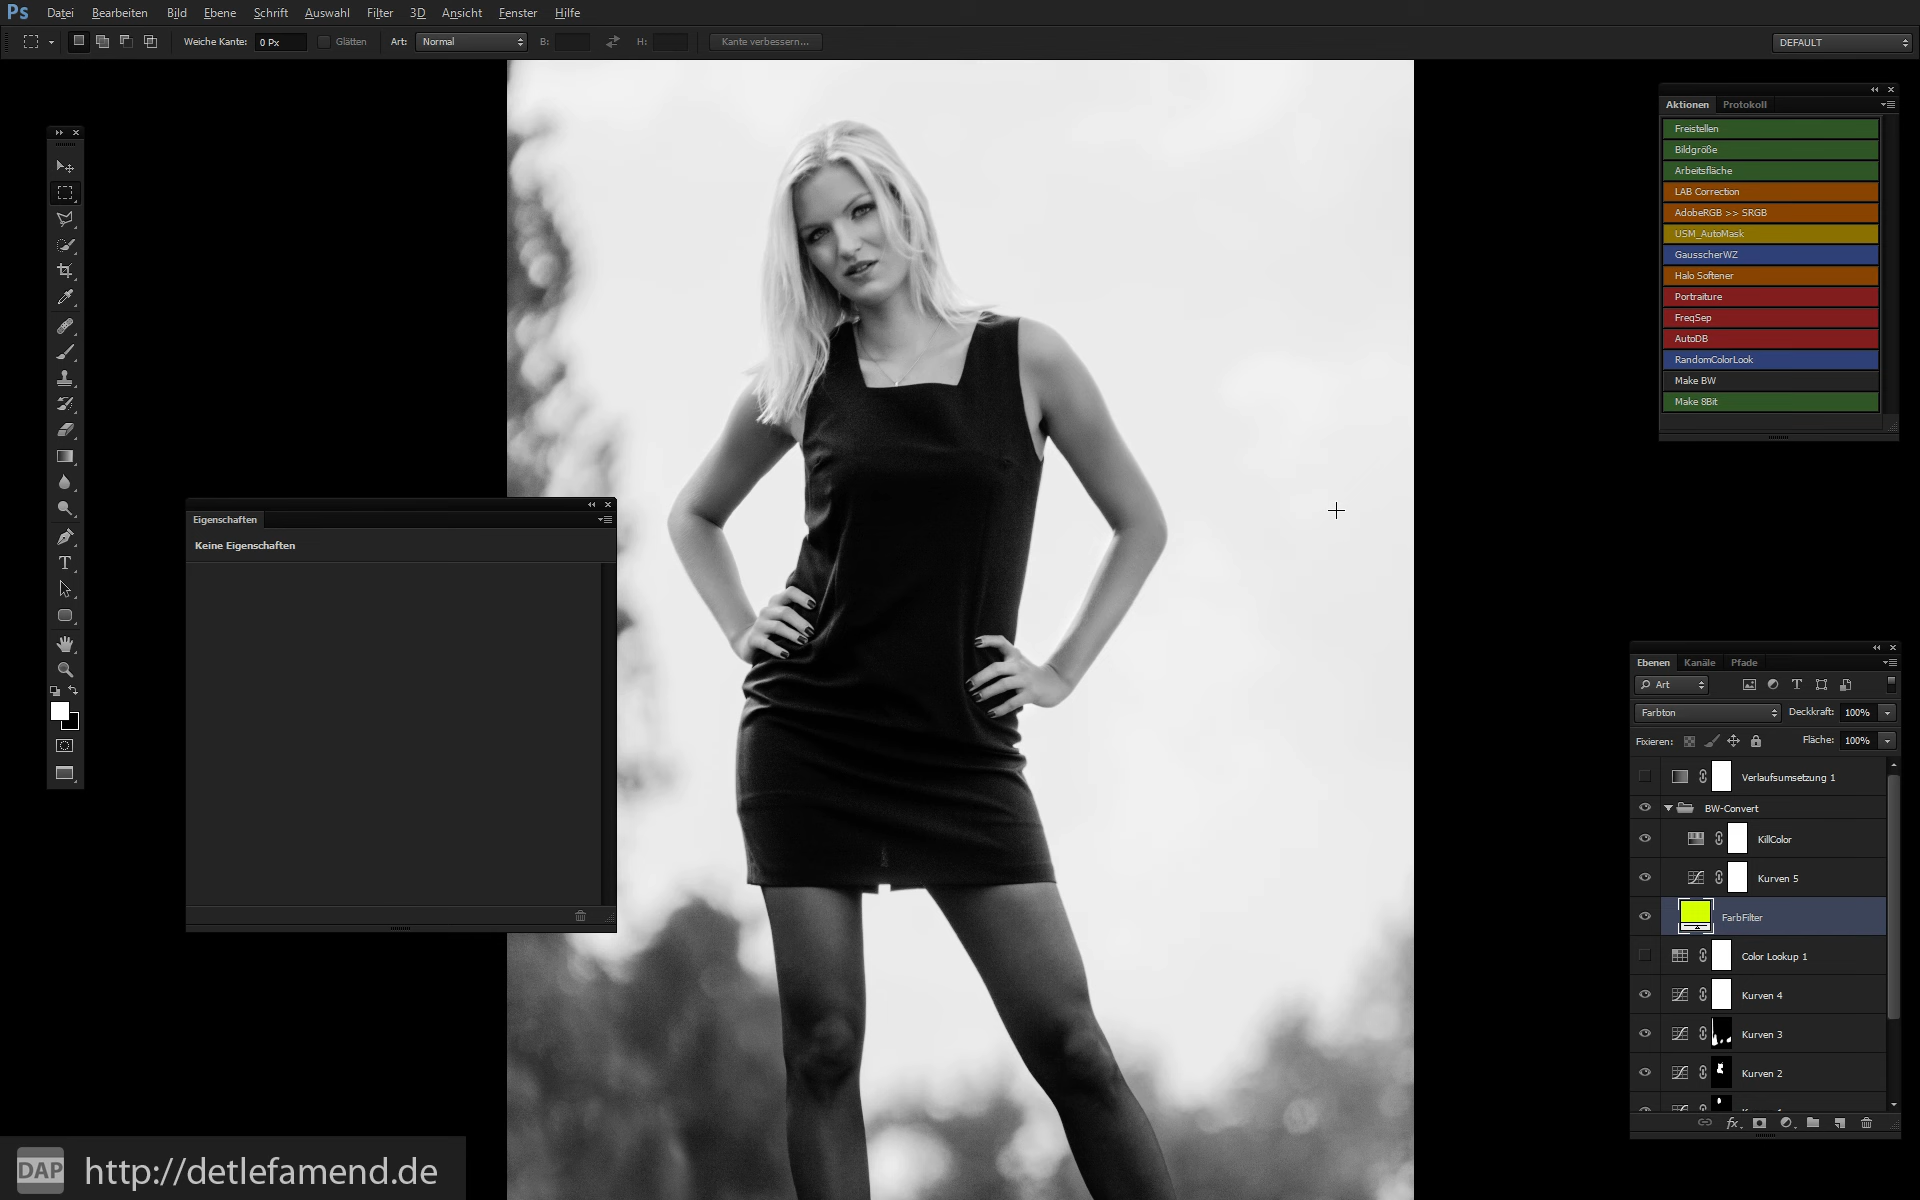 Ps Datei Bearbeiten Bild Ebene Schrift Auswahl Filter 3D Ansicht Fenster Hilfe
Weiche Kante: 0 Px Glätten Art: Normal B: H: Kante verbessern... DEFAULT
Aktionen Protokoll
Freistellen
Bildgröße
Arbeitsfläche
LAB Correction
AdobeRGB >> SRGB
USM_AutoMask
GausscherWZ
Halo Softener
Portraiture
FreqSep
AutoDB
RandomColorLook
Make BW
Make 8Bit
Eigenschaften
Keine Eigenschaften
Ebenen Kanäle Pfade
Art
Farbton Deckkraft: 100%
Fixieren: Fläche: 100%
Verlaufsumsetzung 1
BW-Convert
KillColor
Kurven 5
FarbFilter
Color Lookup 1
Kurven 4
Kurven 3
Kurven 2
fx
DAP http://detlefamend.de